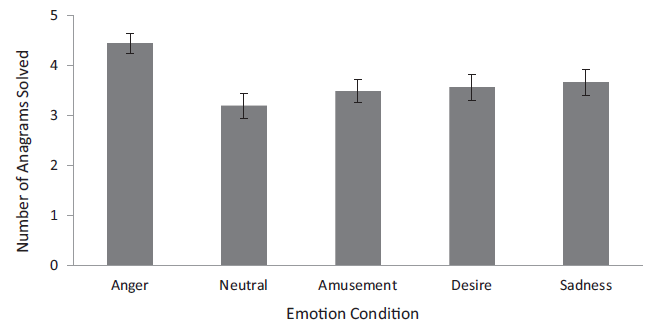 5
4
3
2
1
0
Number of Anagrams Solved
Anger Neutral Amusement Desire Sadness
Emotion Condition